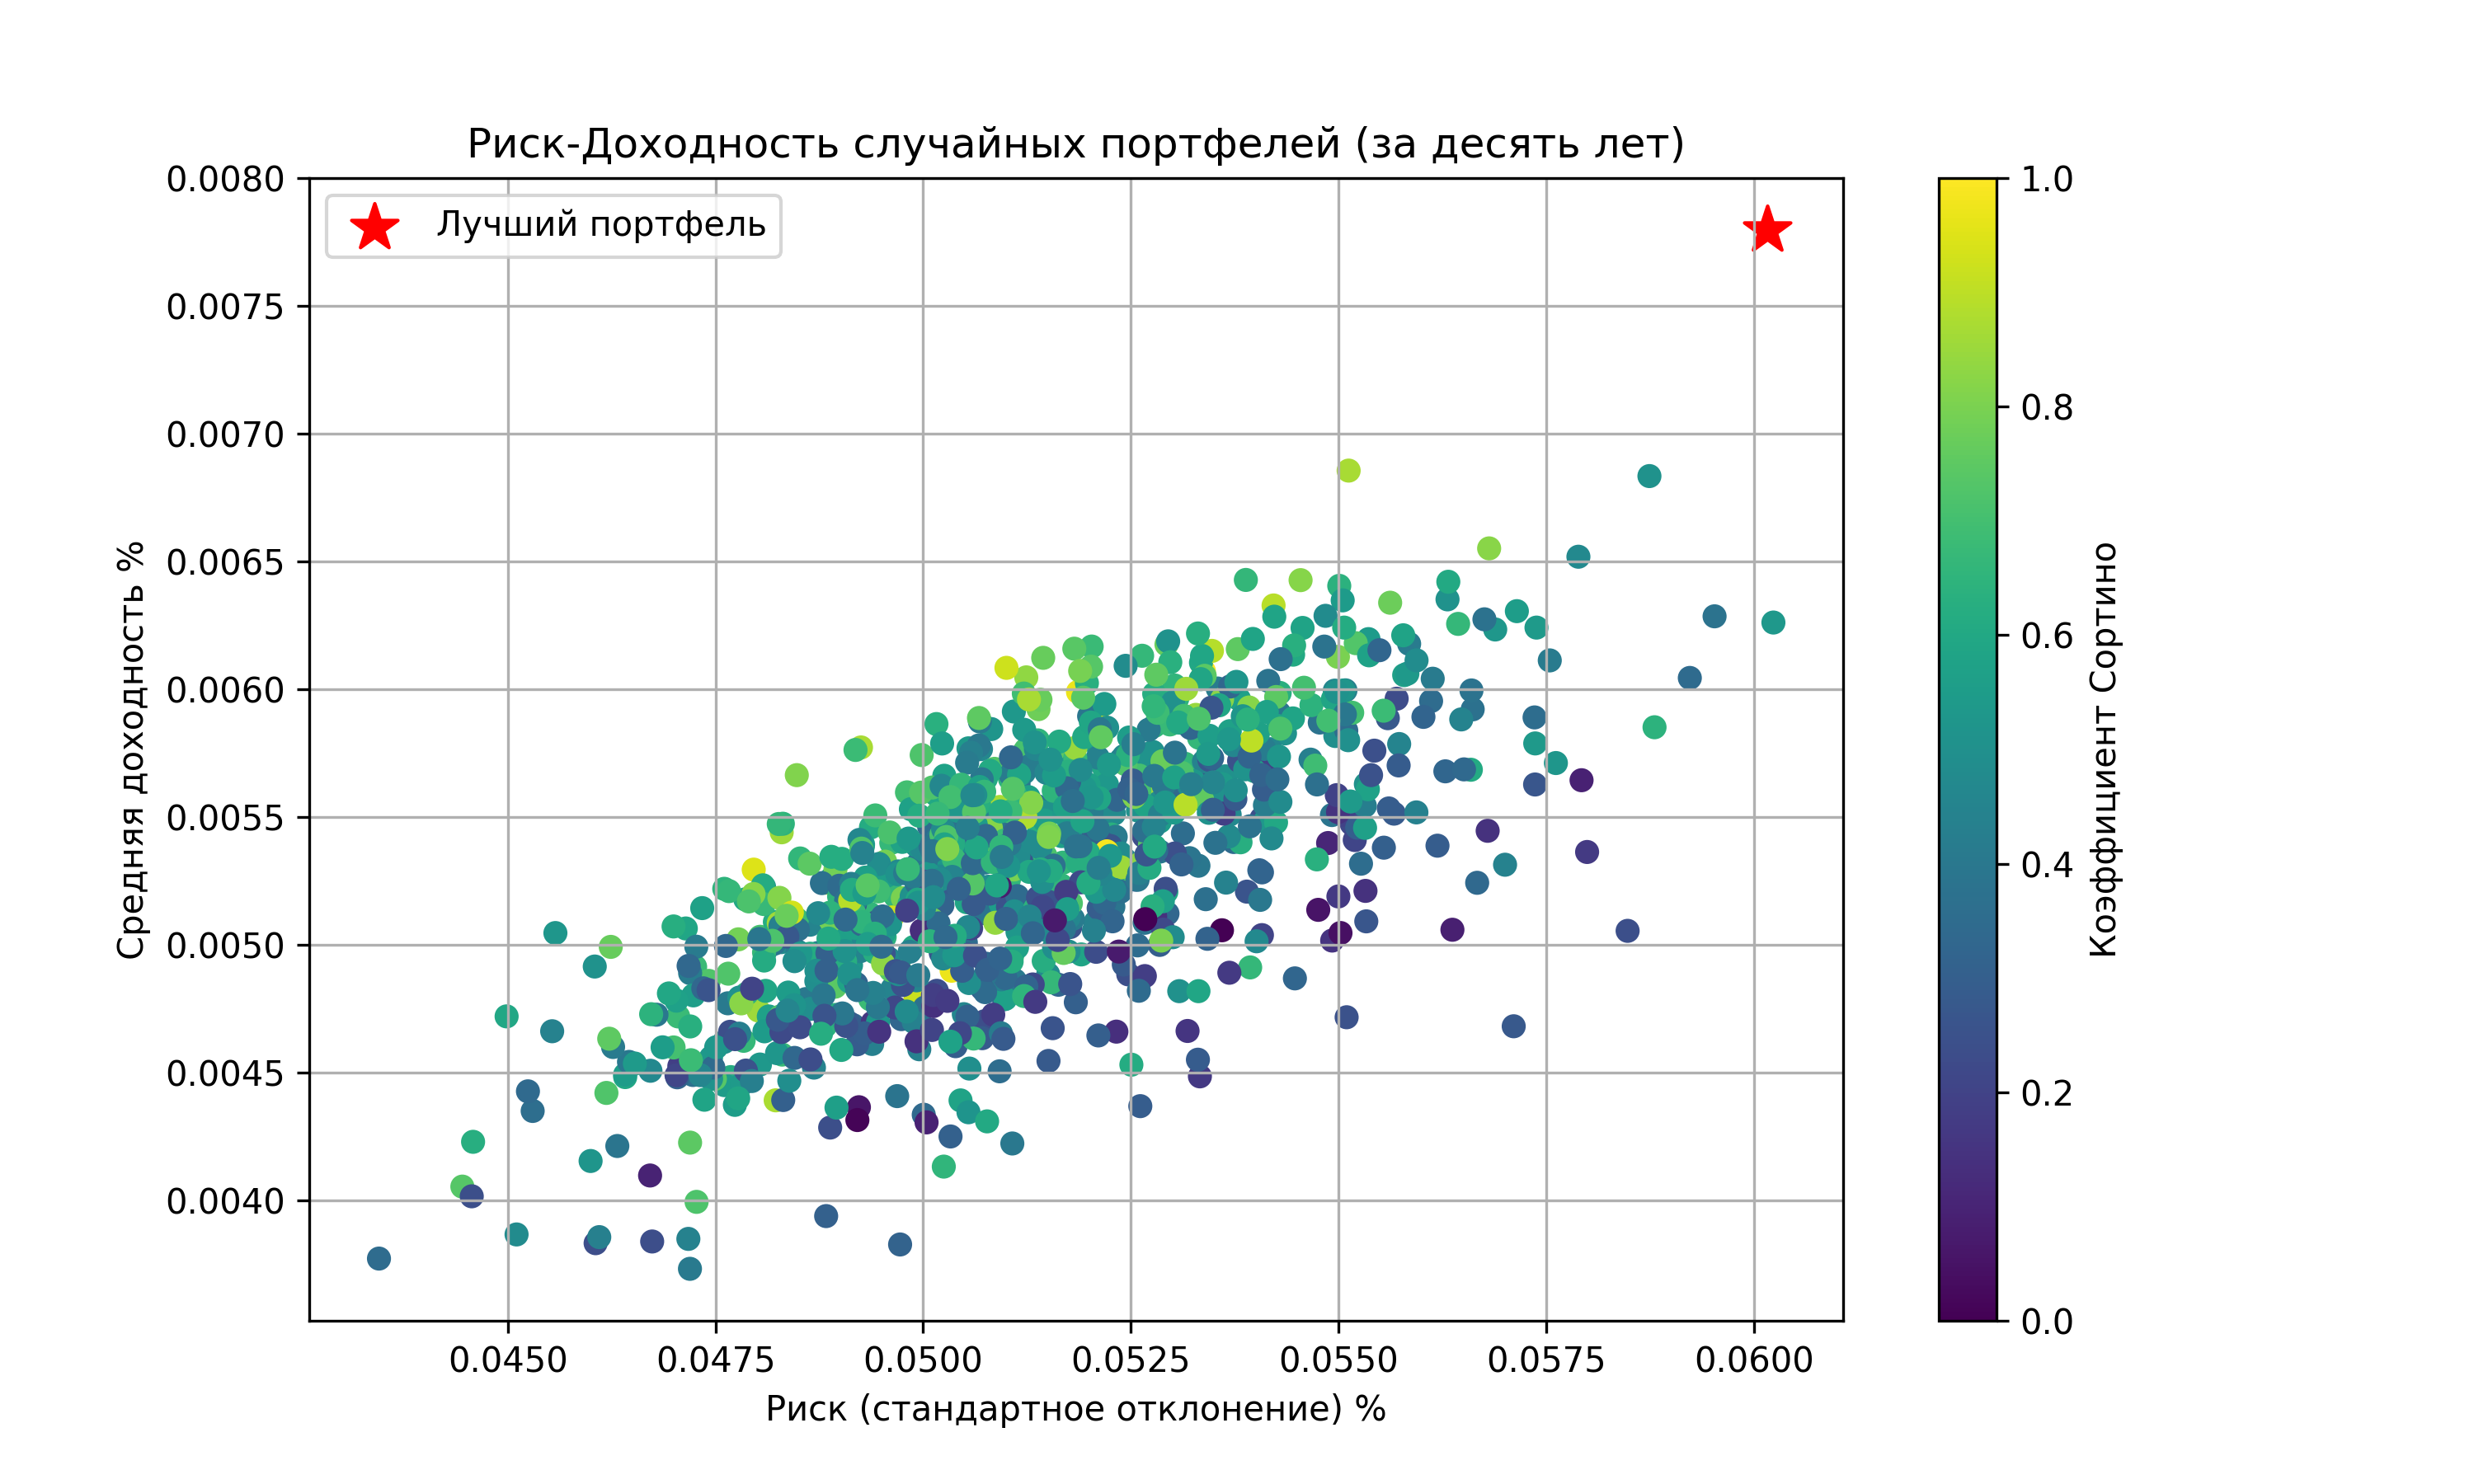 Риск-Доходность случайных портфелей (за десять лет)
Лучший портфель
Средняя доходность %
0.0080
0.0075
0.0070
0.0065
0.0060
0.0055
0.0050
0.0045
0.0040
0.0450 0.0475 0.0500 0.0525 0.0550 0.0575 0.0600
Риск (стандартное отклонение) %
1.0
0.8
0.6
0.4
0.2
0.0
Коэффициент Сортино